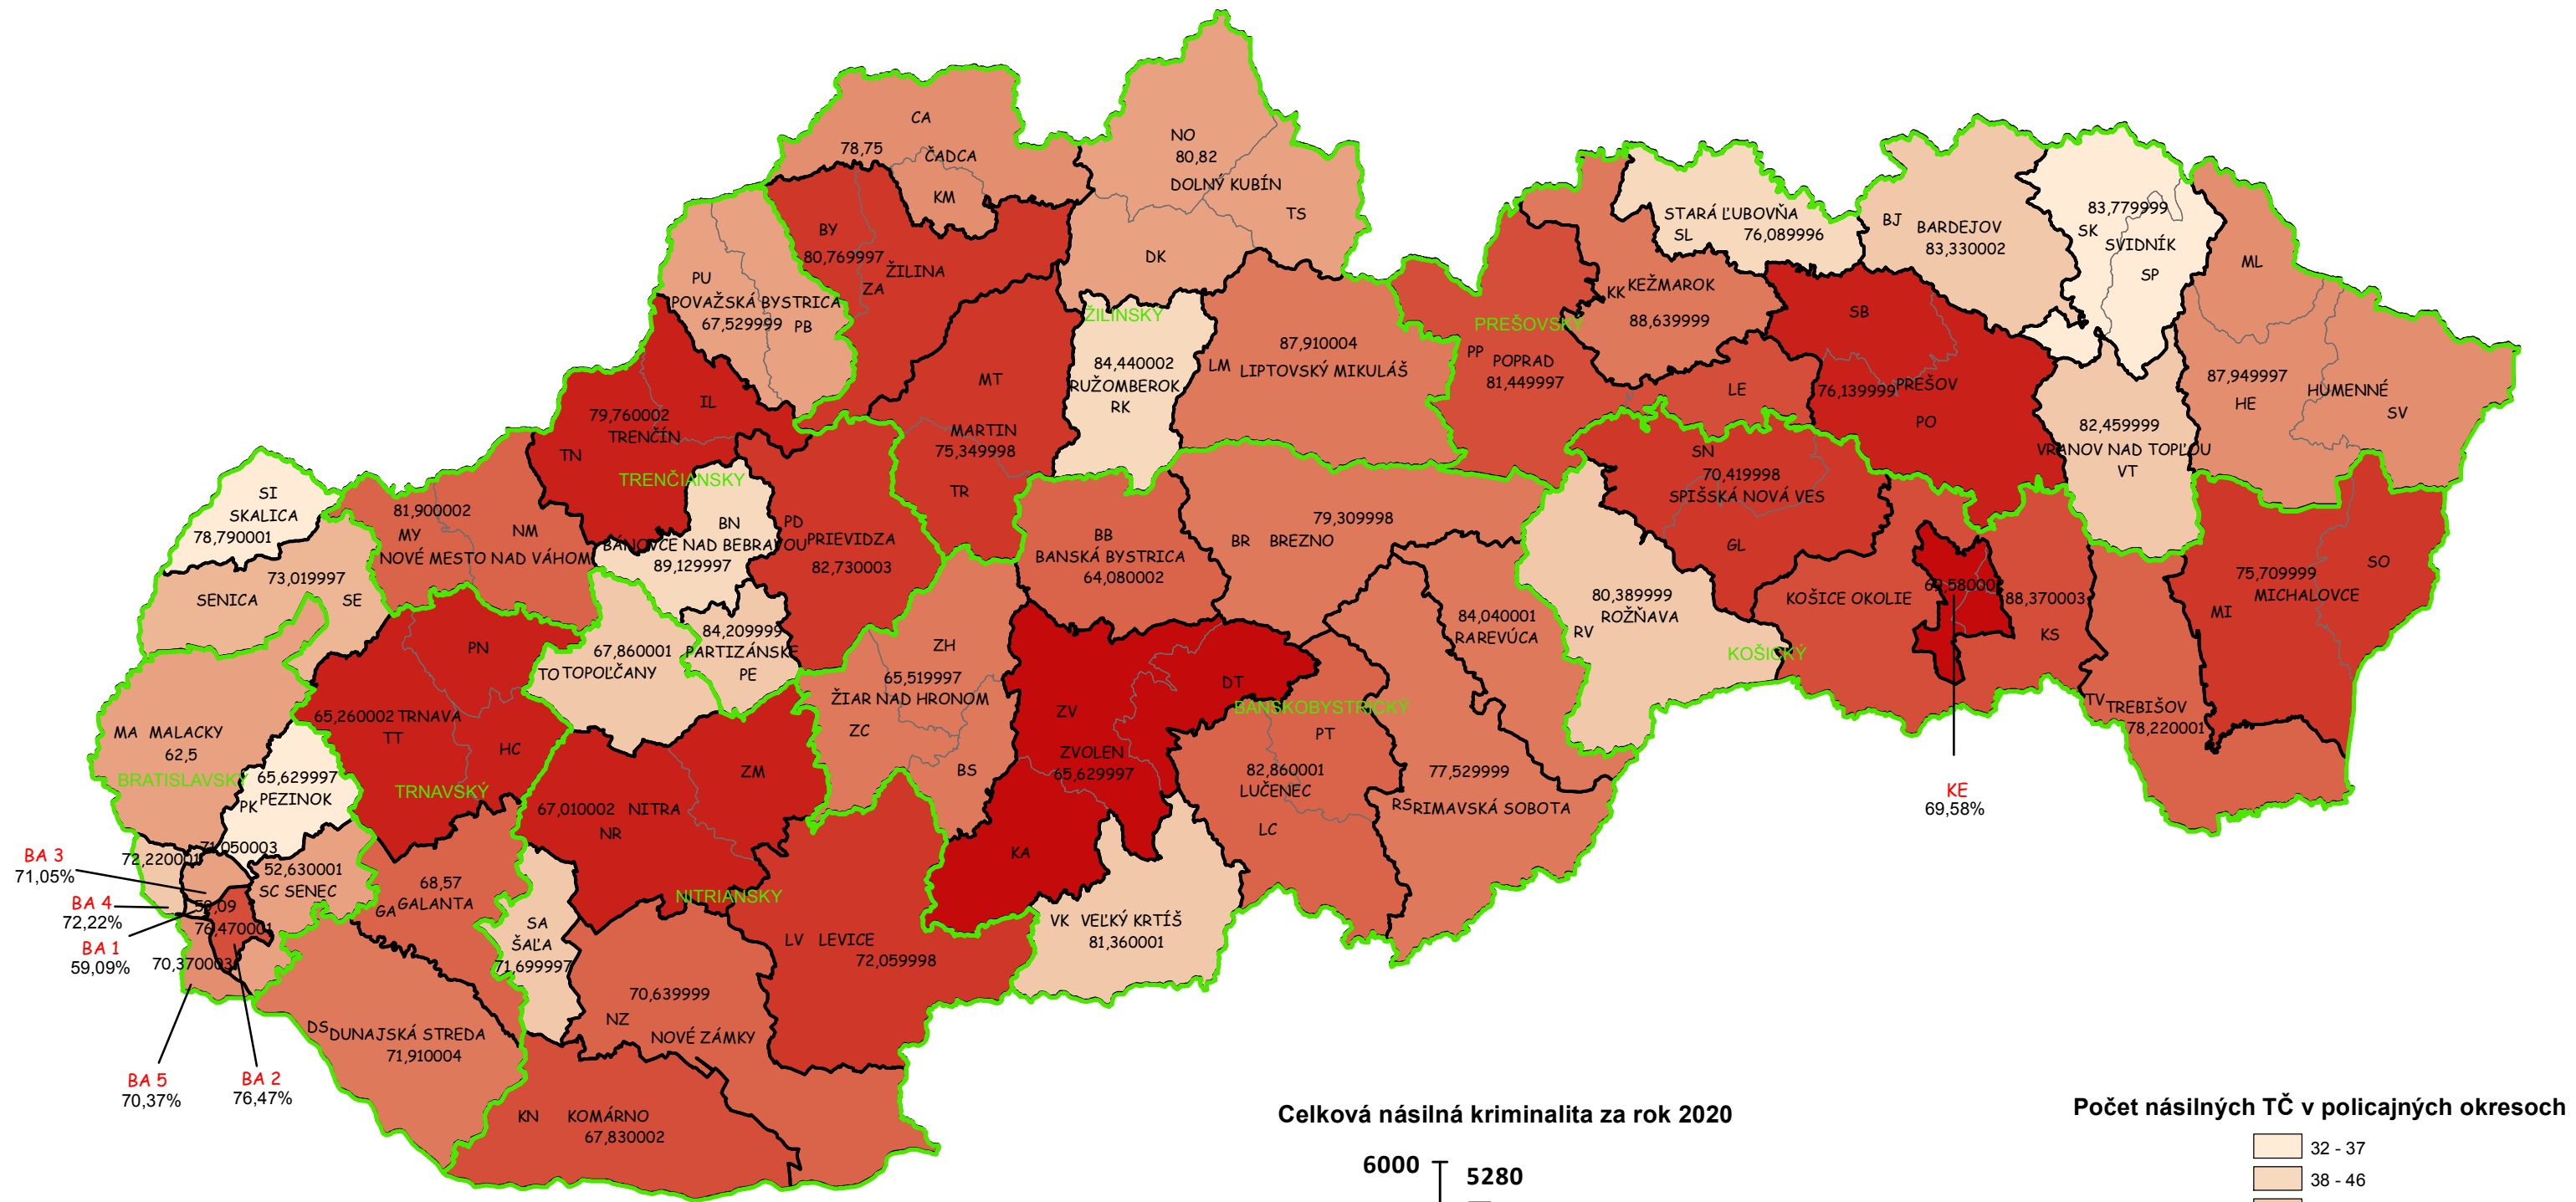 CA
78,75
ČADCA
KM
NO
80,82
DOLNÝ KUBÍN
TS
DK
BY
80,769997
ŽILINA
ZA
PU
POVAŽSKÁ BYSTRICA
67,529999 PB
STARÁ ĽUBOVŇA
SL 76,089996
BJ BARDEJOV
83,330002
83,779999
SK
SVIDNÍK
SP
ML
87,949997
HUMENNÉ
HE
SV
KK KEŽMAROK
88,639999
PREŠOVSKÝ
PP POPRAD
81,449997
LE
SB
76,139999 PREŠOV
PO
82,459999
VRANOV NAD TOPĽOU
VT
ŽILINSKÝ
84,440002
RUŽOMBEROK
RK
87,910004
LM LIPTOVSKÝ MIKULÁŠ
MT
MARTIN
75,349998
TR
IL
79,760002
TRENČÍN
TN
TRENČIANSKY
SI
SKALICA
78,790001
81,900002
MY NM
NOVÉ MESTO NAD VÁHOM
BN
BÁNOVCE NAD BEBRAVOU
89,129997
PD
PRIEVIDZA
82,730003
73,019997
SENICA SE
BB
BANSKÁ BYSTRICA
64,080002
79,309998
BR BREZNO
SN
70,419998
SPIŠSKÁ NOVÁ VES
GL
80,389999
ROŽŇAVA
RV
KOŠICKÝ
84,040001
RAREVÚCA
KOŠICE OKOLIE
69,580002
88,370003
KS
75,709999
MICHALOVCE
MI
SO
TV TREBIŠOV
78,220001
KE
69,58%
PN
65,260002 TRNAVA
TT
HC
TRNAVSKÝ
67,860001
TO TOPOĽČANY
84,209999
PARTIZÁNSKE
PE
ZH
65,519997
ŽIAR NAD HRONOM
ZC
BS
DT
BANSKOBYSTRICKÝ
ZV
ZVOLEN
65,629997
KA
PT
82,860001
LUČENEC
LC
77,529999
RS RIMAVSKÁ SOBOTA
MA MALACKY
62,5
BRATISLAVSKÝ
65,629997
PK PEZINOK
ZM
67,010002 NITRA
NR
NITRIANSKY
72,220001
71,050003
52,630001
SC SENEC
59,09
76,470001
70,370003
BA 3
71,05%
BA 4
72,22%
BA 1
59,09%
BA 5
70,37%
BA 2
76,47%
68,57
GA GALANTA
SA
ŠAĽA
71,699997
LV LEVICE
72,059998
VK VEĽKÝ KRTÍŠ
81,360001
70,639999
NZ
NOVÉ ZÁMKY
DS DUNAJSKÁ STREDA
71,910004
KN KOMÁRNO
67,830002
Celková násilná kriminalita za rok 2020
6000 5280
Počet násilných TČ v policajných okresoch
32 - 37
38 - 46